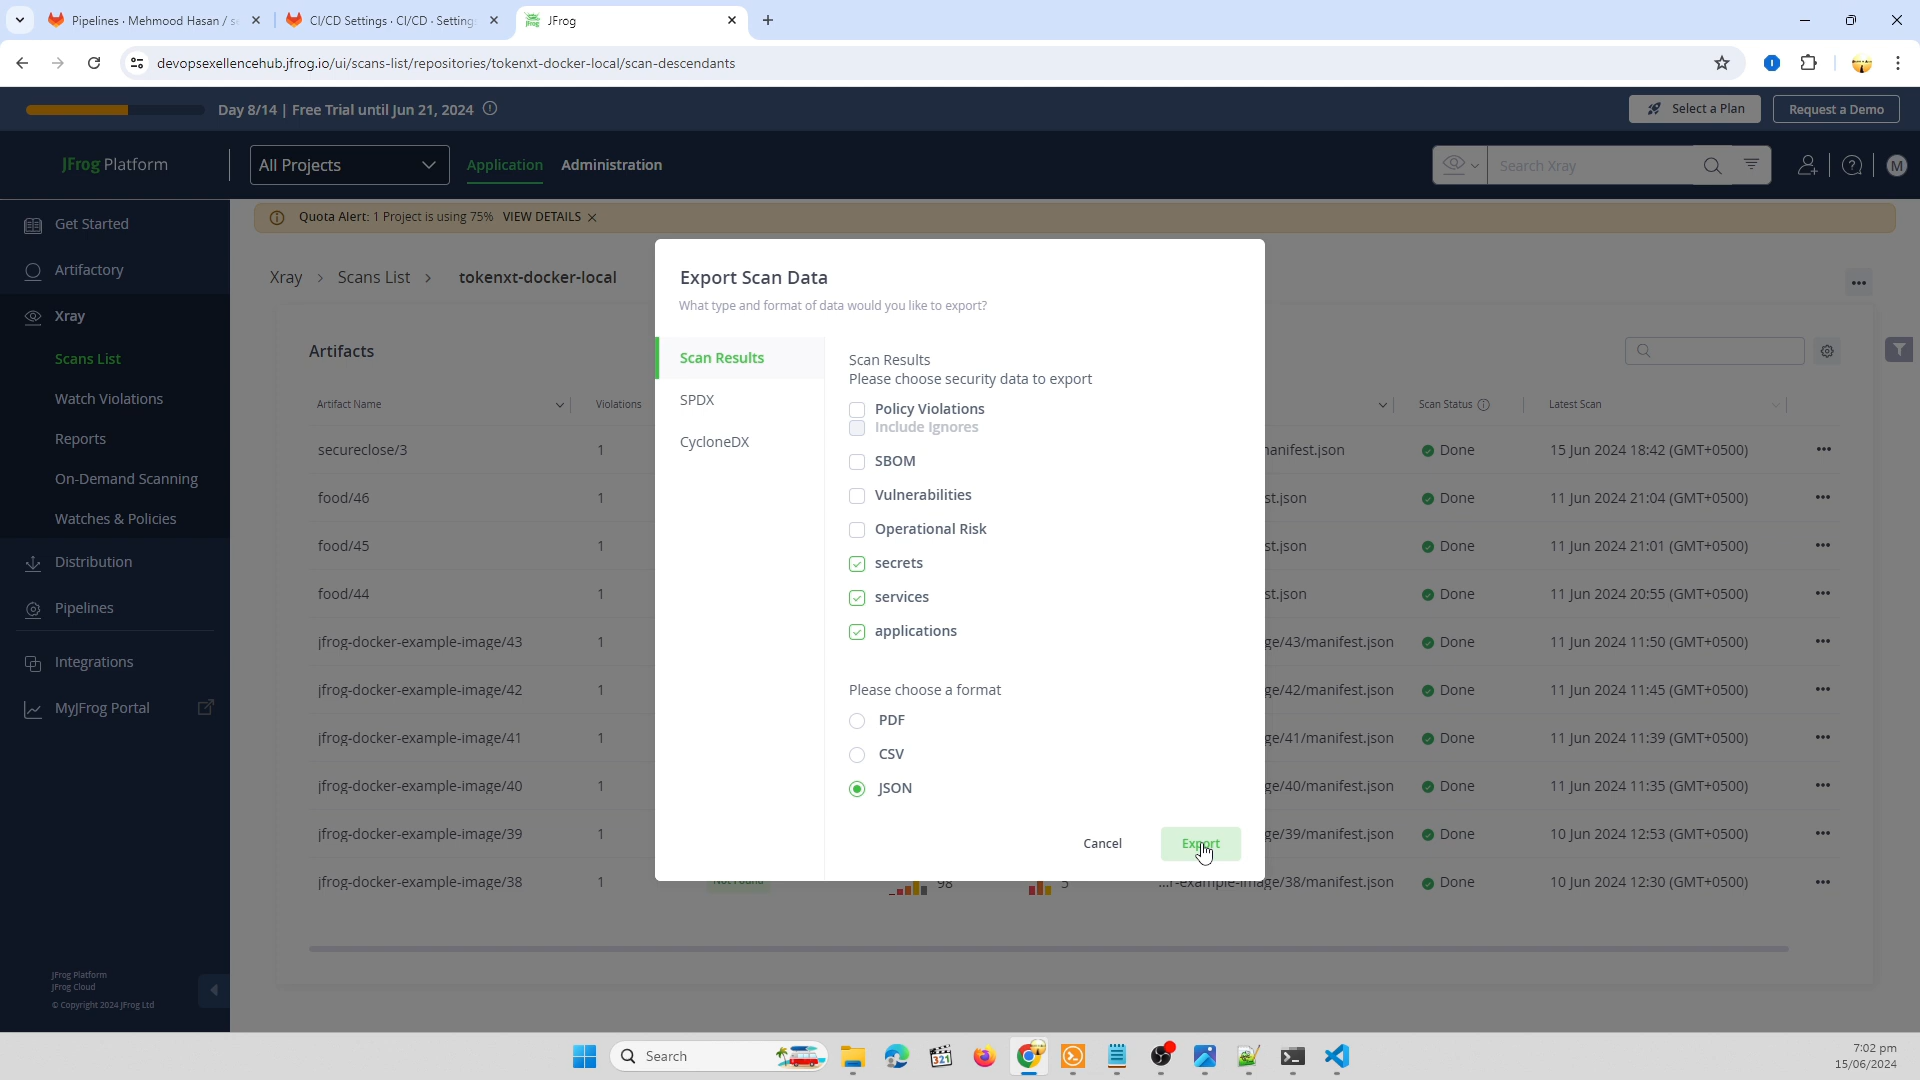 Pipelines · Mehmood Hasan / s
CI/CD Settings · CI/CD · Setting
JFrog
devopsexellencehub.jfrog.io/ui/scans-list/repositories/tokenxt-docker-local/scan-descendants
Day 8/14 | Free Trial until Jun 21, 2024
Select a Plan
Request a Demo
JFrog Platform
All Projects
Application
Administration
Search Xray
M
Get Started
Quota Alert: 1 Project is using 75% VIEW DETAILS
Artifactory
Xray > Scans List > tokenxt-docker-local
Xray
Scans List
Watch Violations
Reports
On-Demand Scanning
Watches & Policies
Distribution
Pipelines
Integrations
MyJFrog Portal
JFrog Platform
JFrog Cloud
© Copyright 2024 JFrog Ltd
Artifacts
Artifact Name Violations Scan Status Latest Scan
secureclose/3 1 manifest.json Done 15 Jun 2024 18:42 (GMT+0500)
food/46 1 st.json Done 11 Jun 2024 21:04 (GMT+0500)
food/45 1 st.json Done 11 Jun 2024 21:01 (GMT+0500)
food/44 1 st.json Done 11 Jun 2024 20:55 (GMT+0500)
jfrog-docker-example-image/43 1 ge/43/manifest.json Done 11 Jun 2024 11:50 (GMT+0500)
jfrog-docker-example-image/42 1 ge/42/manifest.json Done 11 Jun 2024 11:45 (GMT+0500)
jfrog-docker-example-image/41 1 ge/41/manifest.json Done 11 Jun 2024 11:39 (GMT+0500)
jfrog-docker-example-image/40 1 ge/40/manifest.json Done 11 Jun 2024 11:35 (GMT+0500)
jfrog-docker-example-image/39 1 ge/39/manifest.json Done 10 Jun 2024 12:53 (GMT+0500)
jfrog-docker-example-image/38 1 Not Found 98 5 ...r-example-image/38/manifest.json Done 10 Jun 2024 12:30 (GMT+0500)
Export Scan Data
What type and format of data would you like to export?
Scan Results
SPDX
CycloneDX
Scan Results
Please choose security data to export
Policy Violations
Include Ignores
SBOM
Vulnerabilities
Operational Risk
secrets
services
applications
Please choose a format
PDF
CSV
JSON
Cancel
Export
Search
321
7:02 pm
15/06/2024